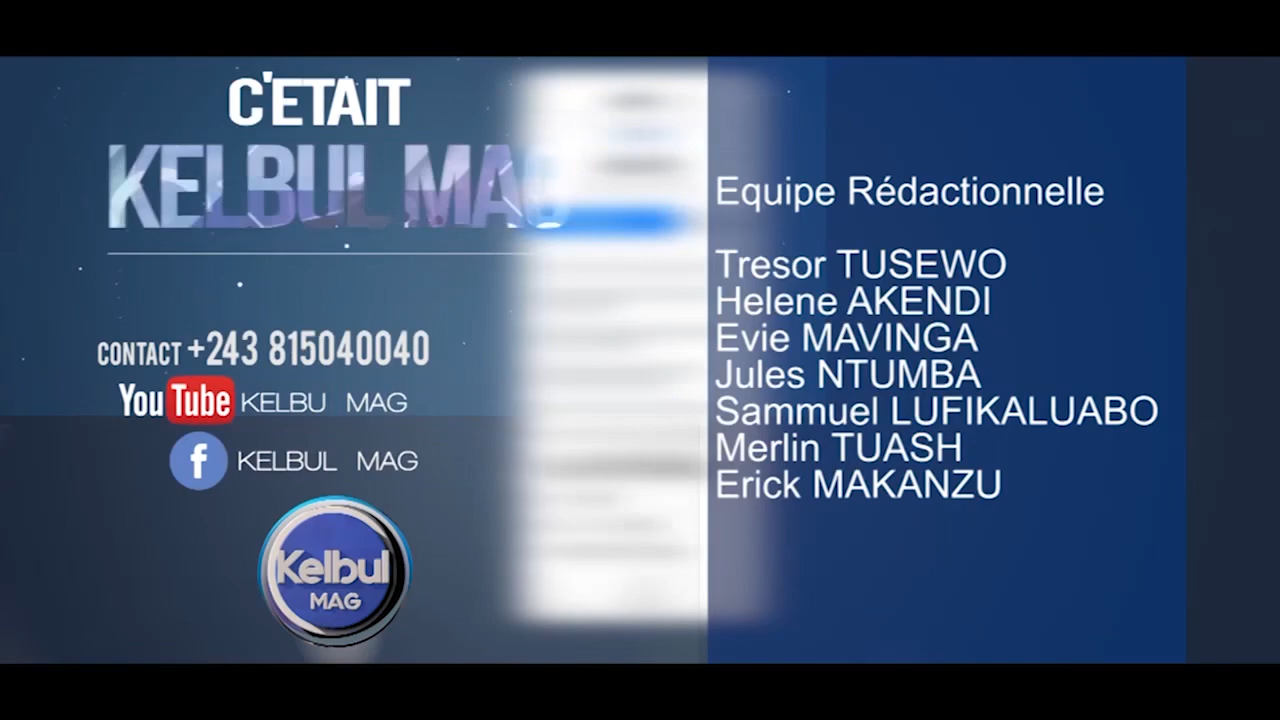 C'ETAIT
KELBUL MAG
CONTACT +243 815040040
YouTube KELBU MAG
f KELBUL MAG
Kelbul
MAG
Equipe Rédactionnelle
Tresor TUSEWO
Helene AKENDI
Evie MAVINGA
Jules NTUMBA
Sammuel LUFIKALUABO
Merlin TUASH
Erick MAKANZU